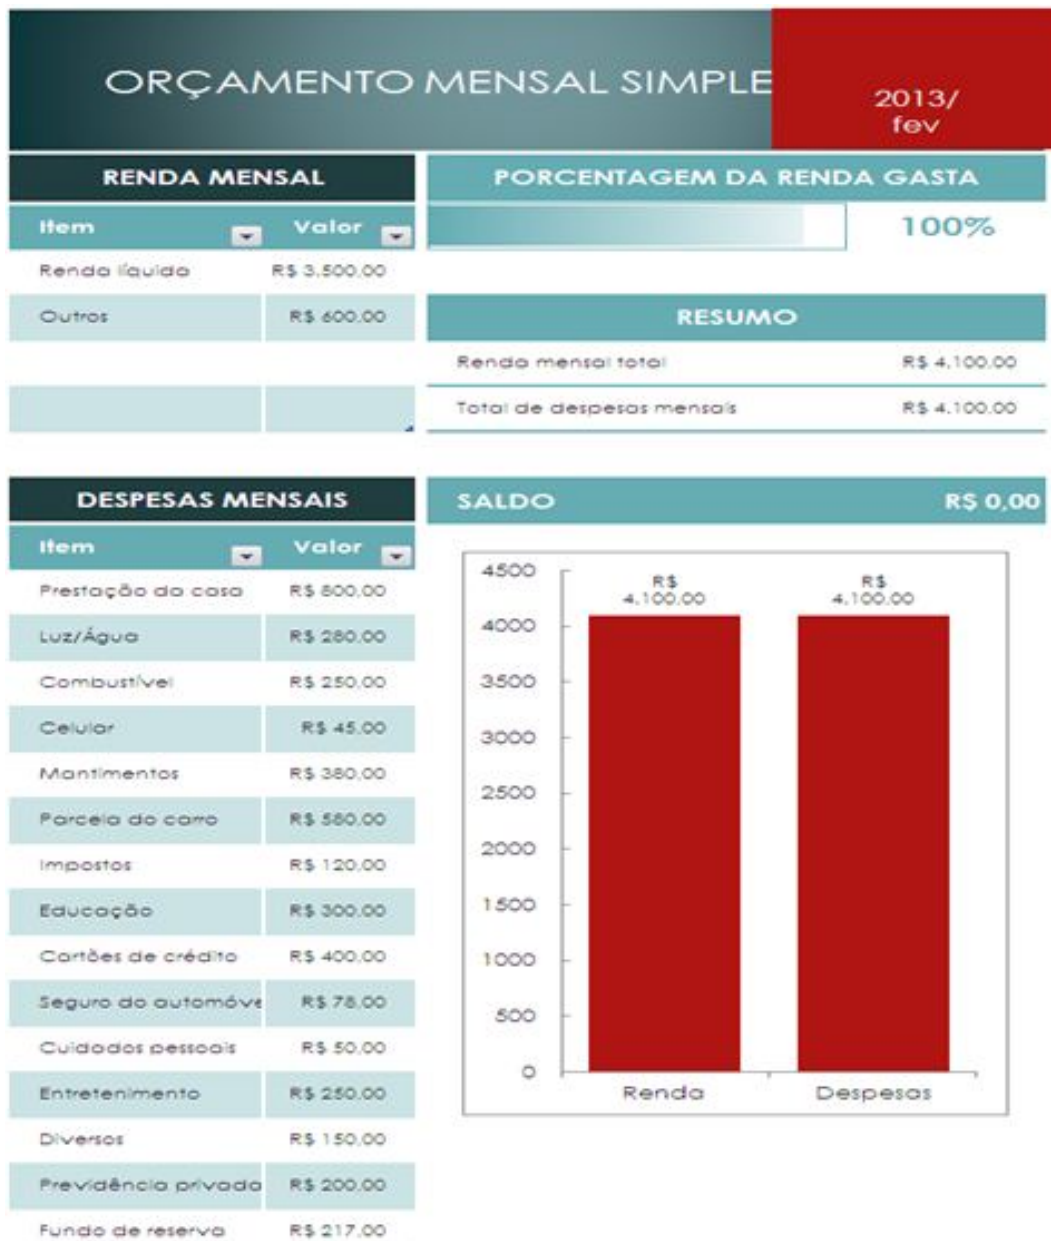 ORÇAMENTO MENSAL SIMPLE
2013/
fev
RENDA MENSAL
Item Valor
Renda líquida R$ 3.500,00
Outros R$ 600,00
PORCENTAGEM DA RENDA GASTA
100%
RESUMO
Renda mensal total R$ 4.100,00
Total de despesas mensais R$ 4.100,00
DESPESAS MENSAIS
Item Valor
Prestação da casa R$ 800,00
Luz/Água R$ 280,00
Combustível R$ 250,00
Celular R$ 45,00
Mantimentos R$ 380,00
Parcela do carro R$ 580,00
Impostos R$ 120,00
Educação R$ 300,00
Cartões de crédito R$ 400,00
Seguro do automóve R$ 78,00
Cuidados pessoais R$ 50,00
Entretenimento R$ 250,00
Diversos R$ 150,00
Previdência privada R$ 200,00
Fundo de reserva R$ 217,00
SALDO R$ 0,00
4500
4000
3500
3000
2500
2000
1500
1000
500
0
R$
4.100,00
R$
4.100,00
Renda Despesas